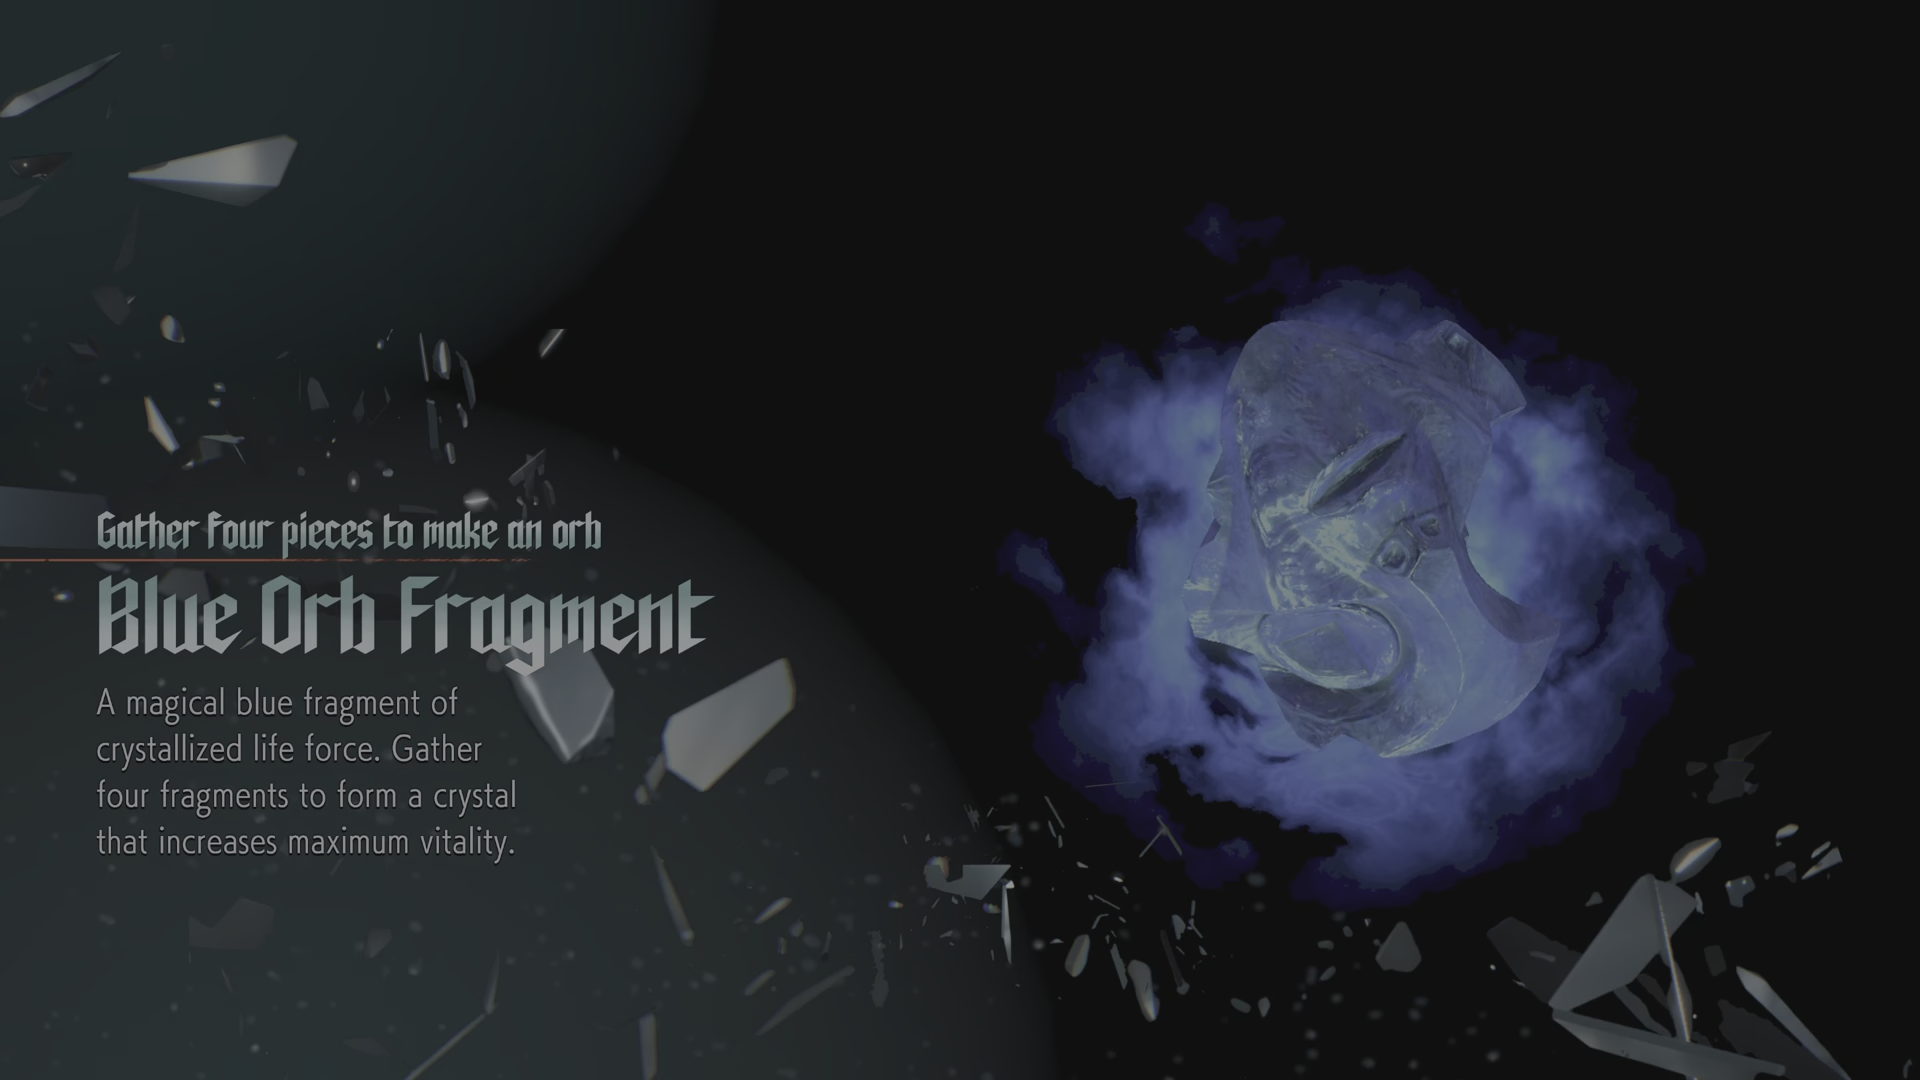 Gather four pieces to make an orb
Blue Orb Fragment
A magical blue fragment of
crystallized life force. Gather
four fragments to form a crystal
that increases maximum vitality.